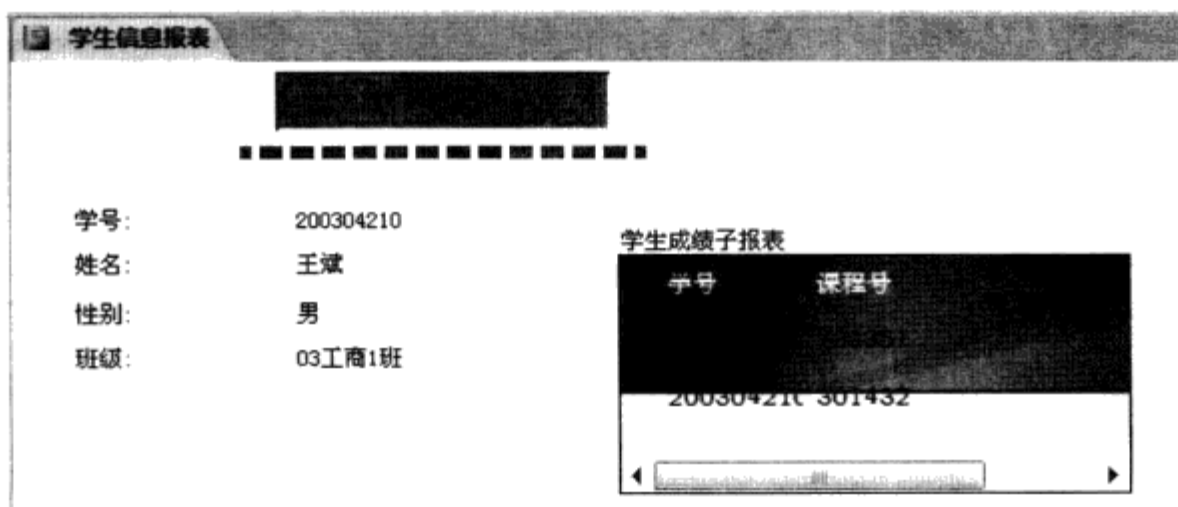 学生信息报表
学号: 200304210
姓名: 王斌
性别: 男
班级: 03工商1班
学生成绩子报表
学号 课程号
200304210 301432